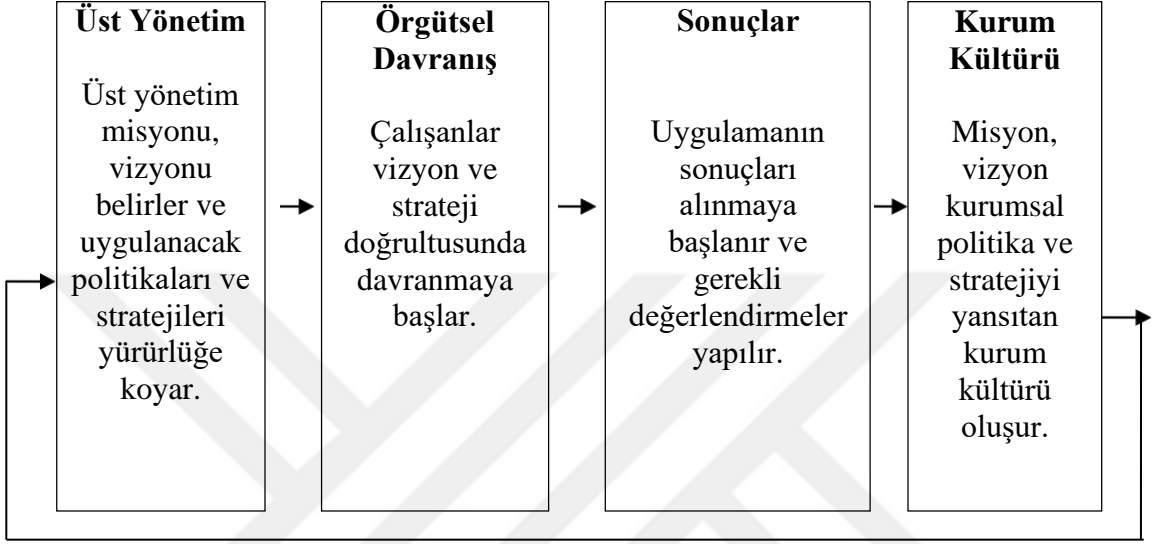 Üst Yönetim
Üst yönetim
misyonu,
vizyonu
belirler ve
uygulanacak
politikaları ve
stratejileri
yürürlüğe
koyar.
Örgütsel
Davranış
Çalışanlar
vizyon ve
strateji
doğrultusunda
davranmaya
başlar.
Sonuçlar
Uygulamanın
sonuçları
alınmaya
başlanır ve
gerekli
değerlendirmeler
yapılır.
Kurum
Kültürü
Misyon,
vizyon
kurumsal
politika ve
stratejiyi
yansıtan
kurum
kültürü
oluşur.